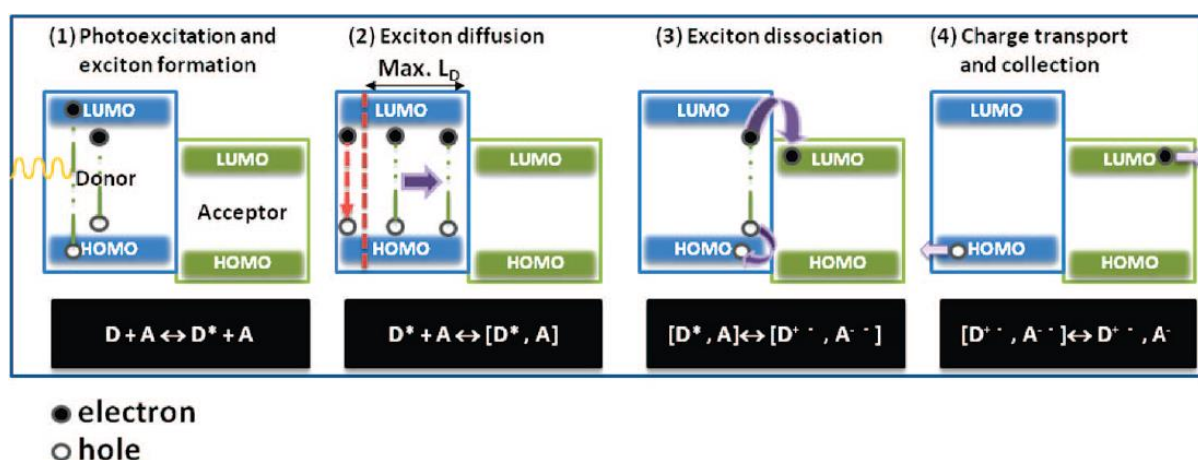 (1) Photoexcitation and
exciton formation
LUMO
Donor
HOMO
LUMO
Acceptor
HOMO
D + A ↔ D* + A
(2) Exciton diffusion
Max. L_D
LUMO
HOMO
LUMO
HOMO
D* + A ↔ [D*, A]
(3) Exciton dissociation
LUMO
HOMO
LUMO
HOMO
[D*, A] ↔ [D⁺ ⁻, A⁻ ⁻]
(4) Charge transport
and collection
LUMO
HOMO
LUMO
HOMO
[D⁺ ⁻, A⁻ ⁻] ↔ D⁺ ⁻, A⁻
electron
hole